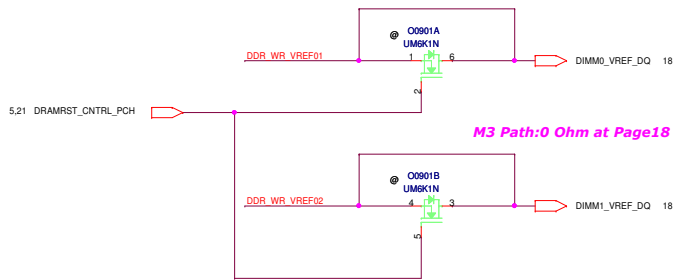 @ O0901A
UM6K1N
DDR_WR_VREF01
1
6
DIMM0_VREF_DQ 18
2
5,21 DRAMRST_CNTRL_PCH
M3 Path:0 Ohm at Page18
@ O0901B
UM6K1N
DDR_WR_VREF02
4
3
DIMM1_VREF_DQ 18
5